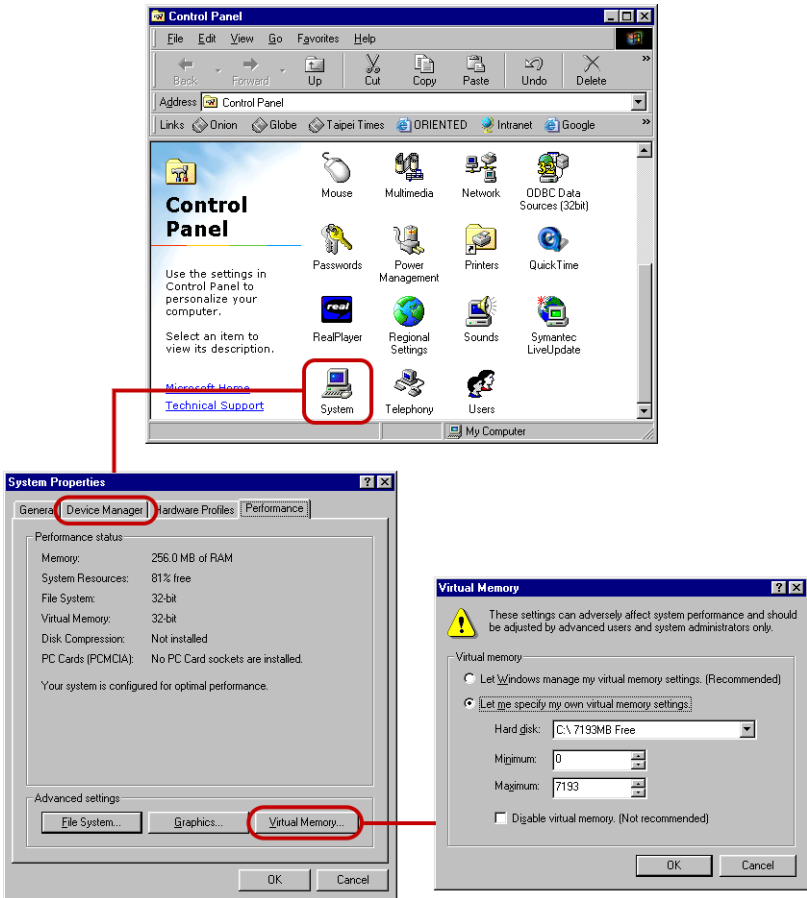 Control Panel
File Edit View Go Favorites Help
Back Forward Up Cut Copy Paste Undo Delete »
Address Control Panel
Links Onion Globe Taipei Times ORIENTED Intranet Google »
Control Panel
Use the settings in
Control Panel to
personalize your
computer.
Select an item to
view its description.
Microsoft Home
Technical Support
Mouse
Multimedia
Network
ODBC Data
Sources (32bit)
32
Passwords
Power
Management
Printers
QuickTime
real
RealPlayer
Regional
Settings
Sounds
Symantec
LiveUpdate
System
Telephony
Users
My Computer
System Properties
General Device Manager Hardware Profiles Performance
Performance status
Memory: 256.0 MB of RAM
System Resources: 81% free
File System: 32-bit
Virtual Memory: 32-bit
Disk Compression: Not installed
PC Cards (PCMCIA): No PC Card sockets are installed.
Your system is configured for optimal performance.
Advanced settings
File System... Graphics... Virtual Memory...
OK Cancel
Virtual Memory
These settings can adversely affect system performance and should
be adjusted by advanced users and system administrators only.
Virtual memory
Let Windows manage my virtual memory settings. (Recommended)
Let me specify my own virtual memory settings.
Hard disk: C:\ 7193MB Free
Minimum: 0
Maximum: 7193
Disable virtual memory. (Not recommended)
OK Cancel